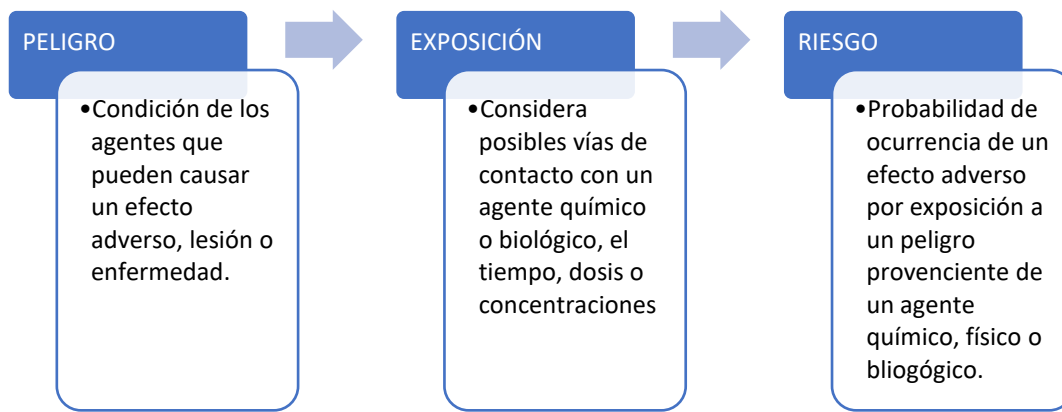 PELIGRO
•Condición de los
agentes que
pueden causar
un efecto
adverso, lesión o
enfermedad.
EXPOSICIÓN
•Considera
posibles vías de
contacto con un
agente químico
o biológico, el
tiempo, dosis o
concentraciones
RIESGO
•Probabilidad de
ocurrencia de un
efecto adverso
por exposición a
un peligro
provenciente de
un agente
químico, físico o
bliogógico.